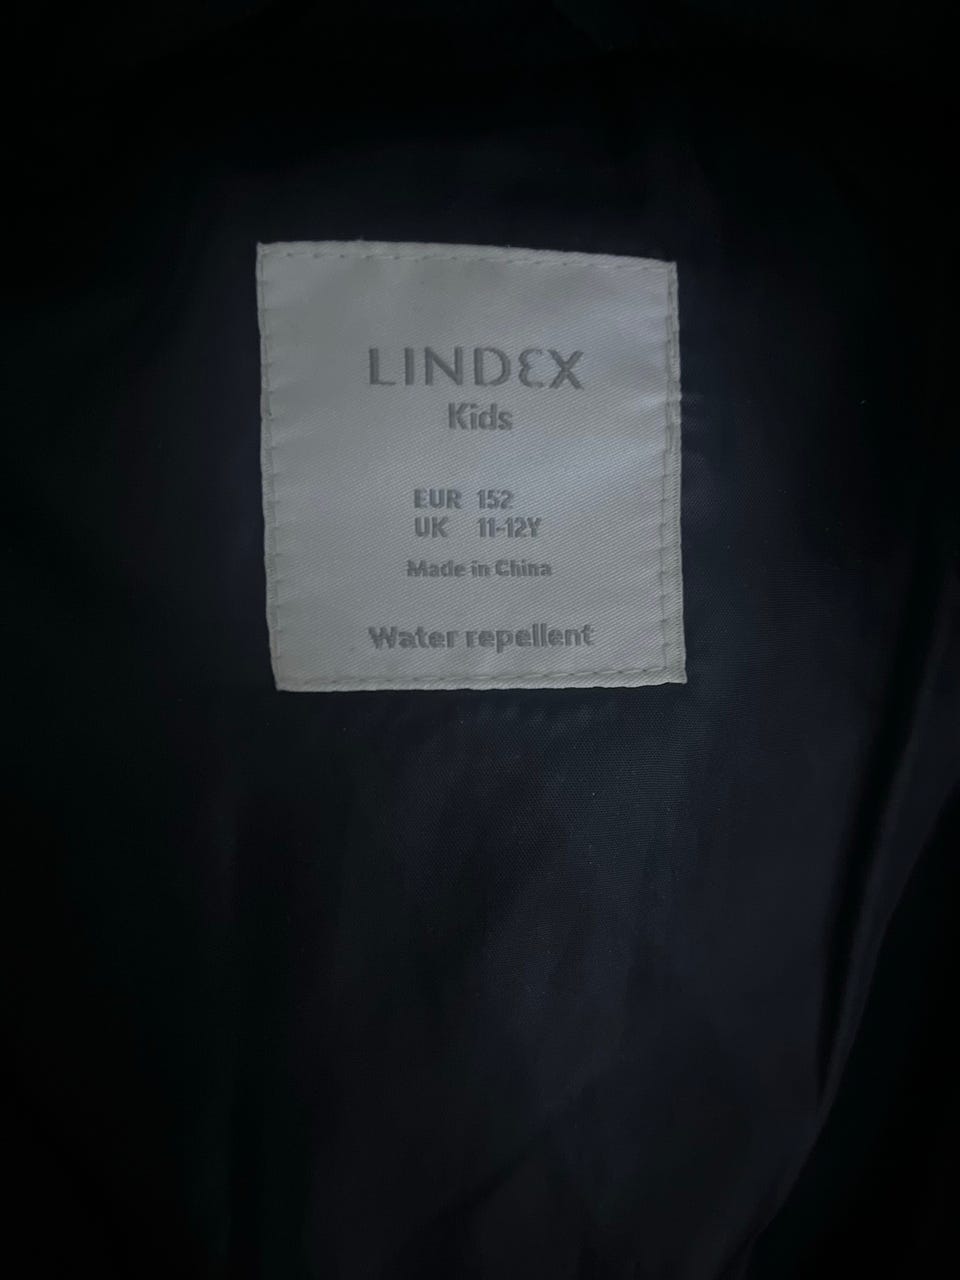 LINDEX
Kids
EUR 152
UK 11-12Y
Made in China
Water repellent